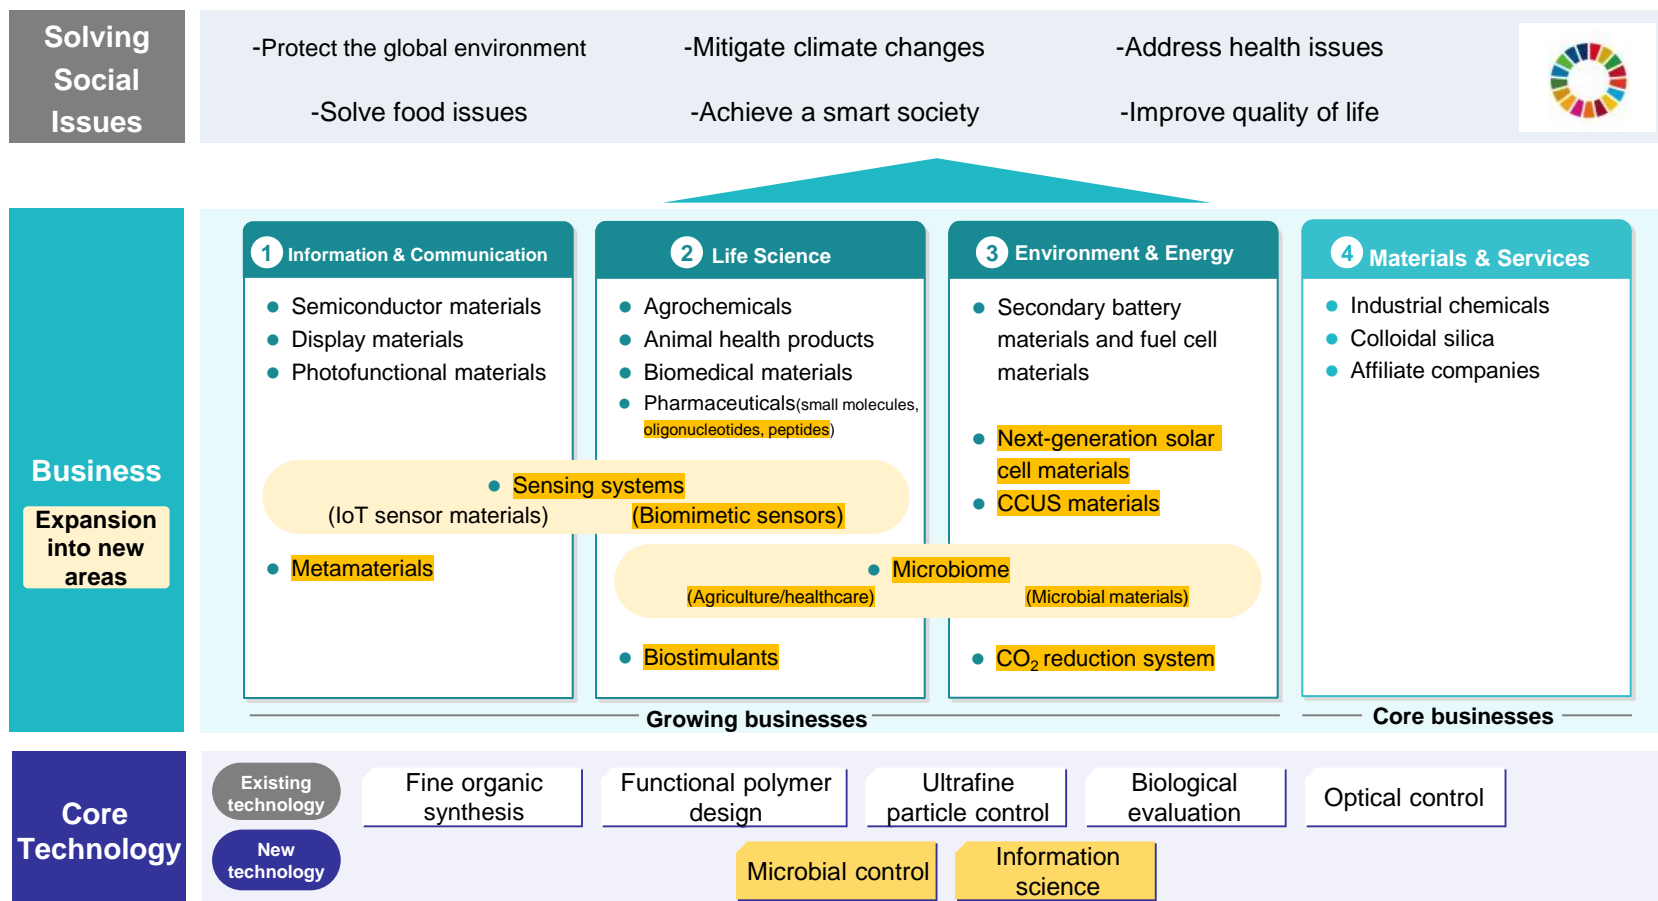 Solving
Social
Issues
-Protect the global environment
-Mitigate climate changes
-Address health issues
-Solve food issues
-Achieve a smart society
-Improve quality of life
Business
Expansion
into new
areas
1 Information & Communication
Semiconductor materials
Display materials
Photofunctional materials
2 Life Science
Agrochemicals
Animal health products
Biomedical materials
Pharmaceuticals(small molecules,
oligonucleotides, peptides)
3 Environment & Energy
Secondary battery
materials and fuel cell
materials
Next-generation solar
cell materials
CCUS materials
4 Materials & Services
Industrial chemicals
Colloidal silica
Affiliate companies
Sensing systems
(IoT sensor materials)
(Biomimetic sensors)
Metamaterials
Microbiome
(Agriculture/healthcare)
(Microbial materials)
Biostimulants
CO₂ reduction system
Growing businesses
Core businesses
Core
Technology
Existing
technology
Fine organic
synthesis
Functional polymer
design
Ultrafine
particle control
Biological
evaluation
Optical control
New
technology
Microbial control
Information
science